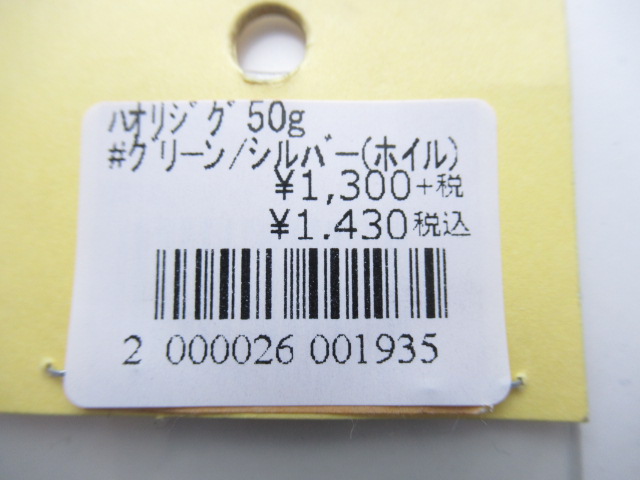 ハオリジグ 50g
#グリーン/シルバー(ホイル)
¥1,300+税
¥1.430税込
2 000026 001935